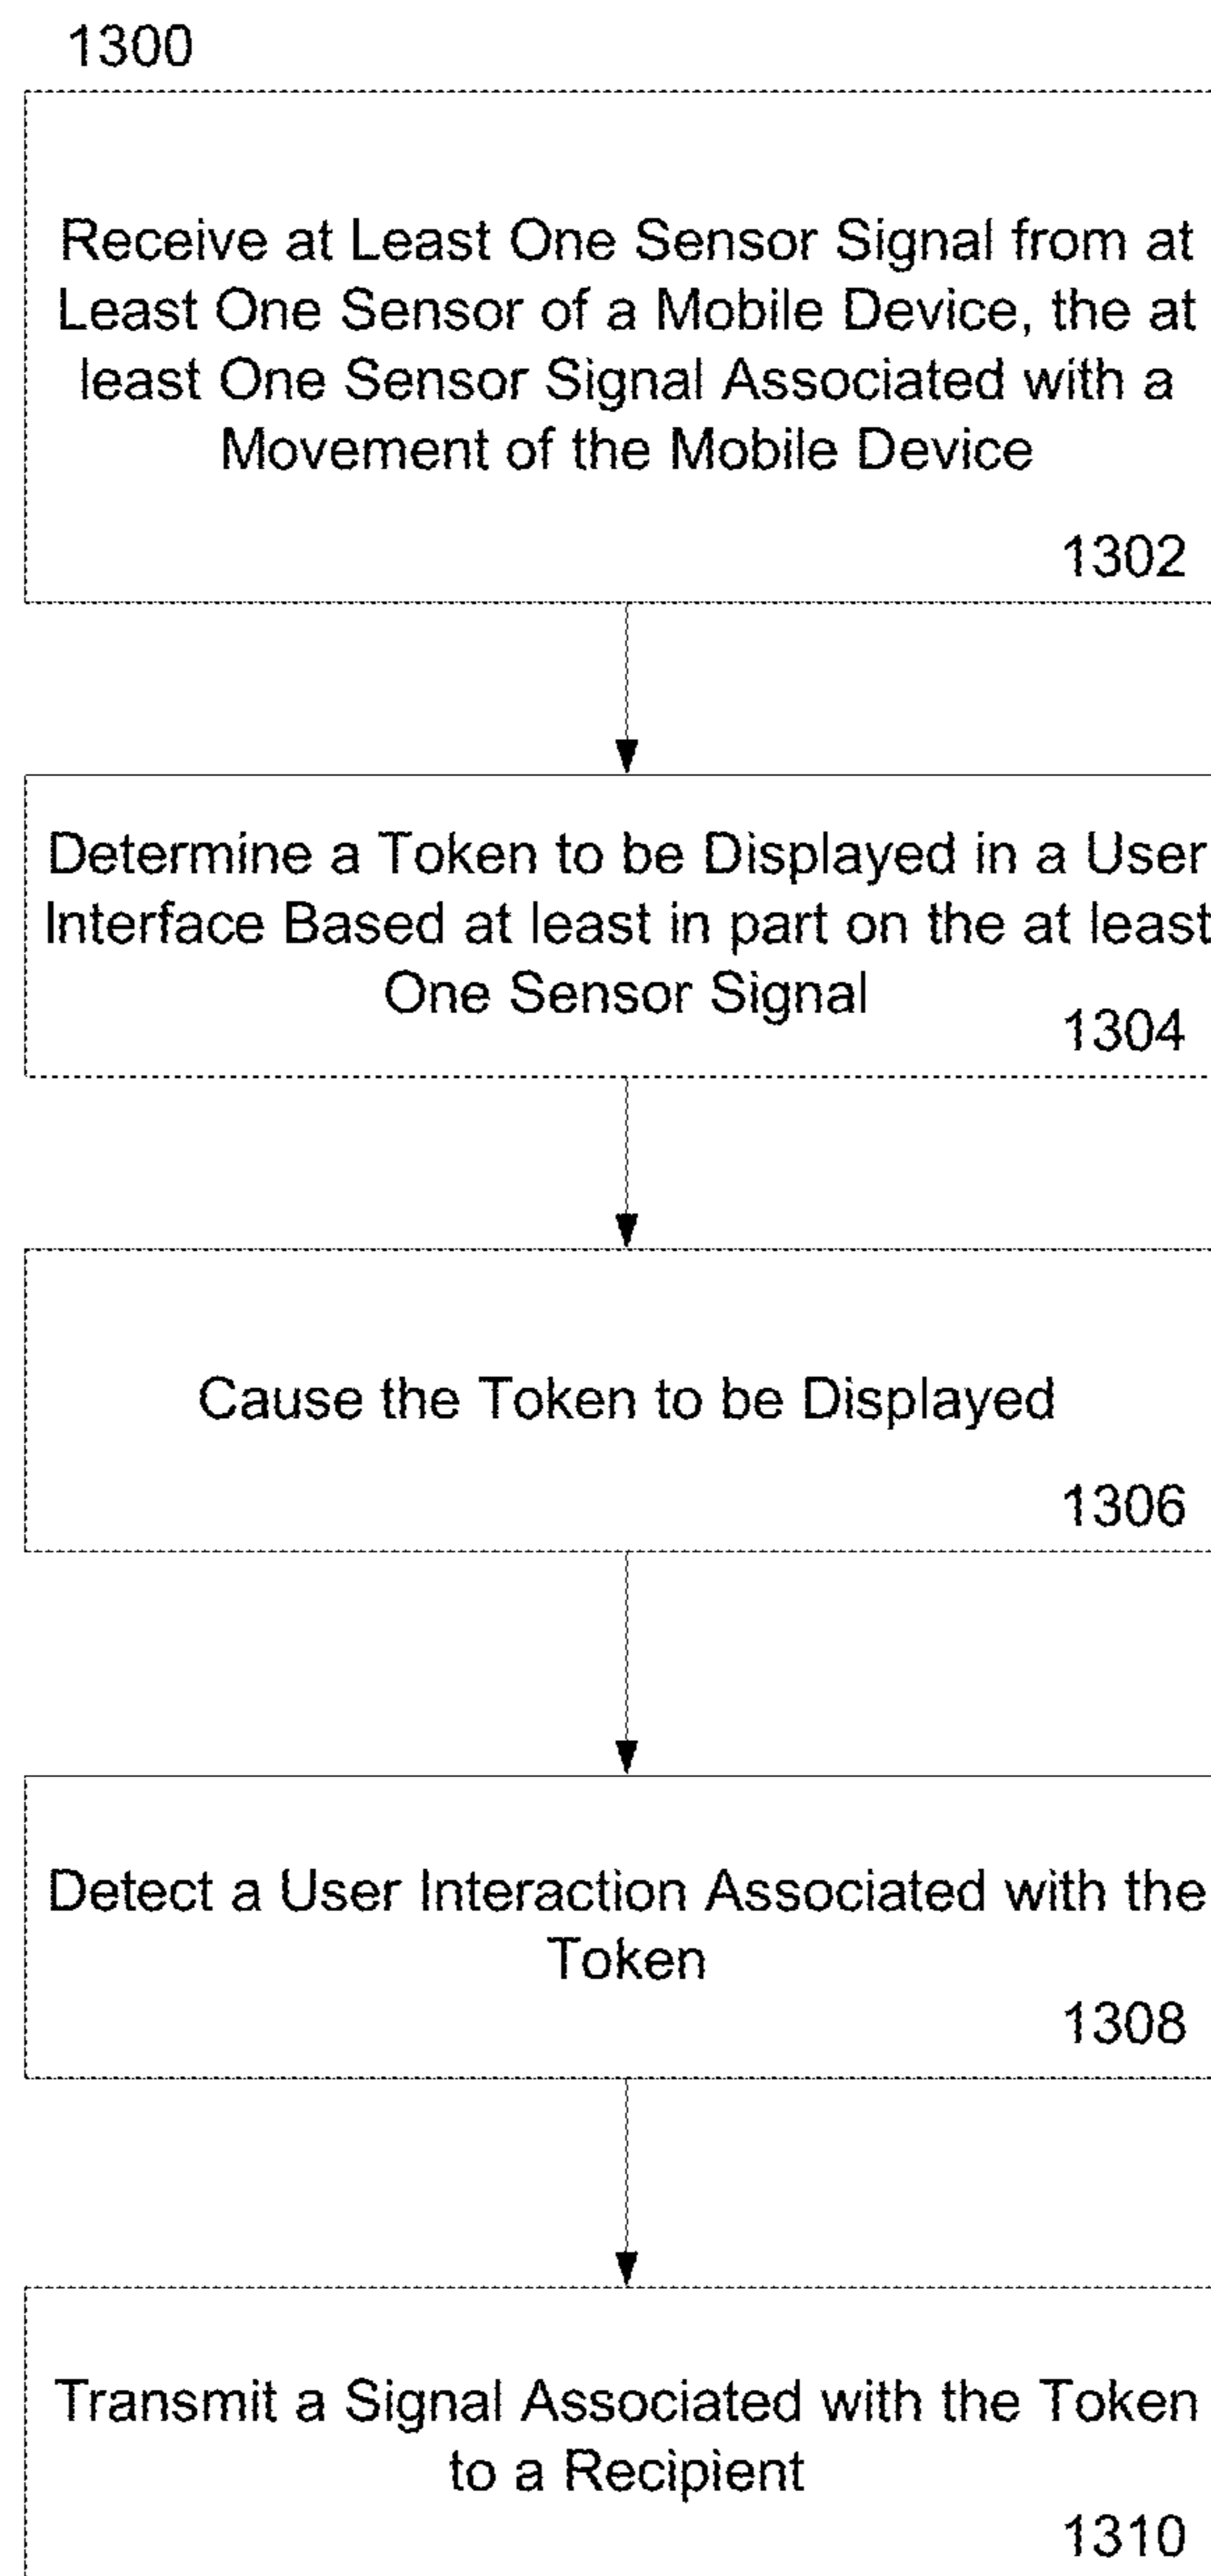 1300
Receive at Least One Sensor Signal from at
Least One Sensor of a Mobile Device, the at
least One Sensor Signal Associated with a
Movement of the Mobile Device
1302
Determine a Token to be Displayed in a User
Interface Based at least in part on the at least
One Sensor Signal
1304
Cause the Token to be Displayed
1306
Detect a User Interaction Associated with the
Token
1308
Transmit a Signal Associated with the Token
to a Recipient
1310